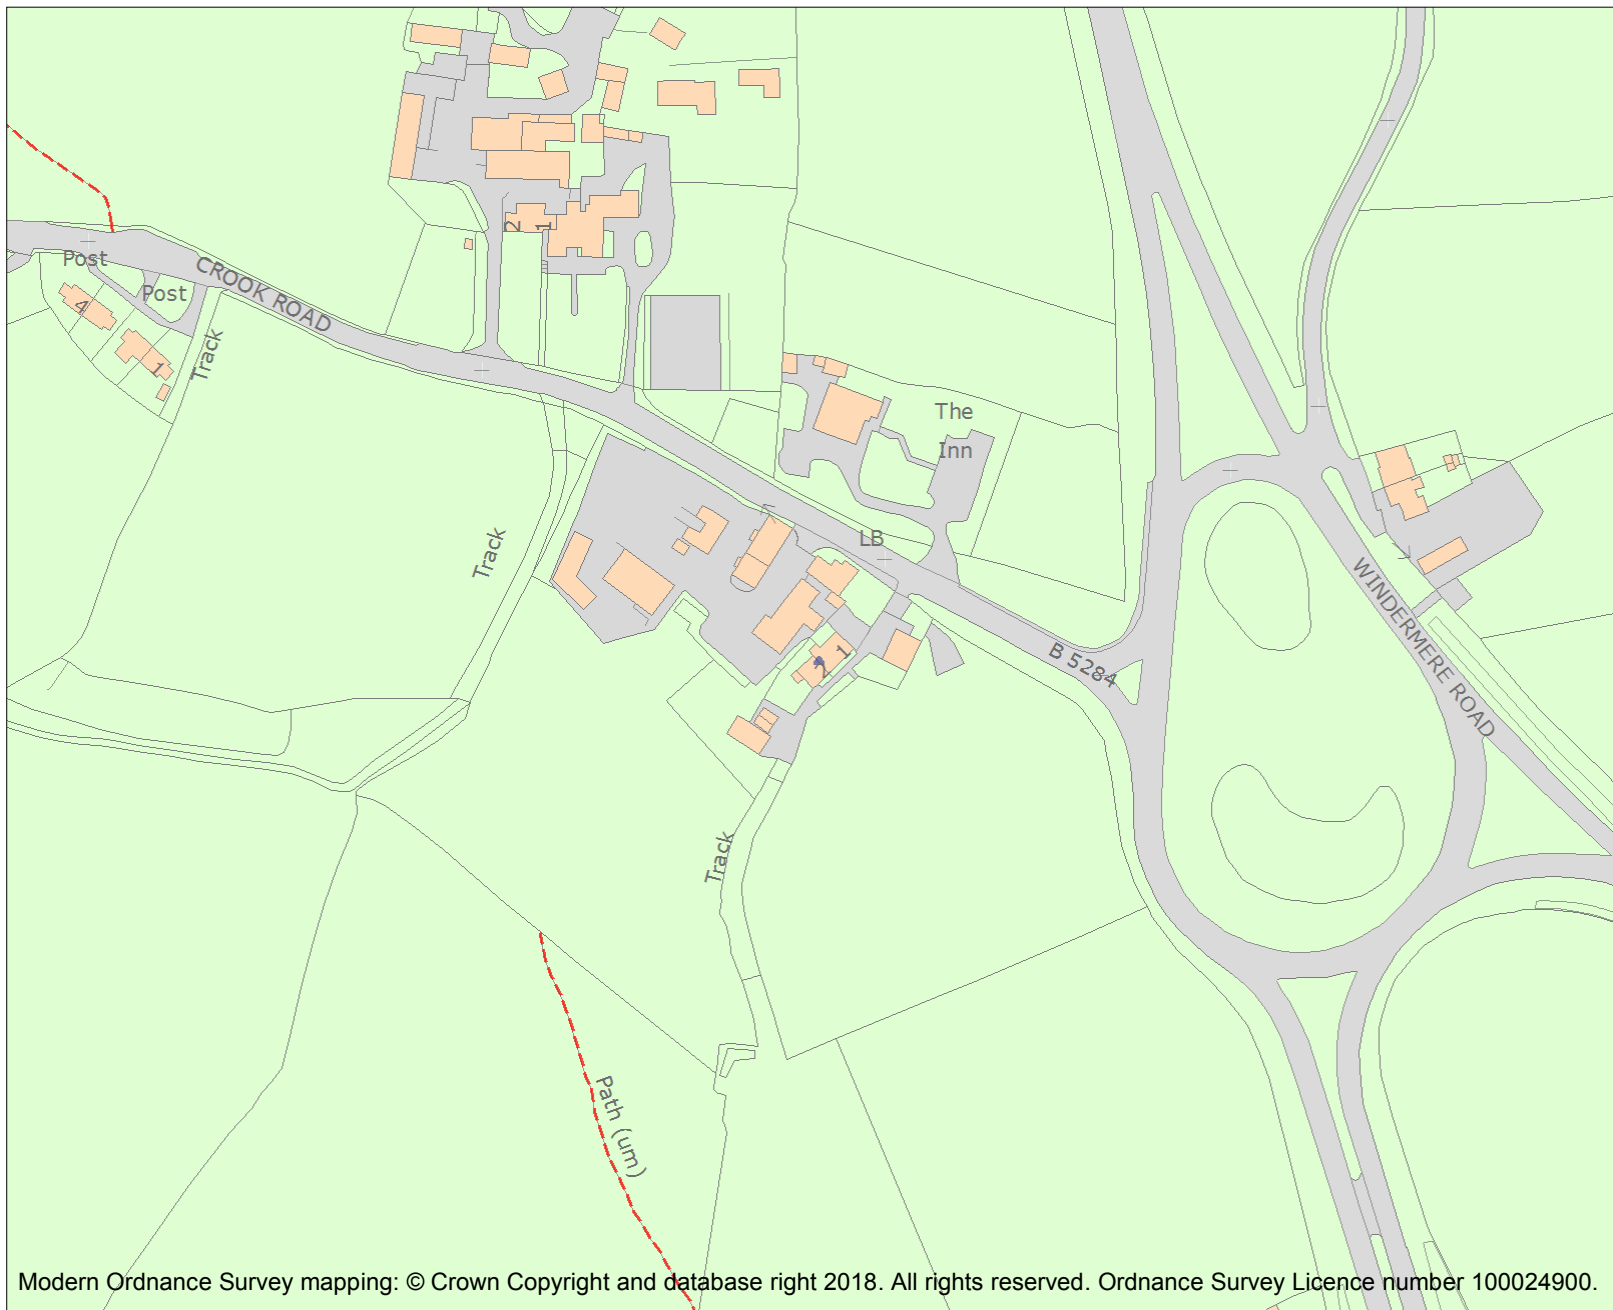 2
1
Post
Post
CROOK ROAD
4
1
Track
The
Inn
Track
LB
WINDERMERE ROAD
1
2
B 5284
Track
Path (um)
Modern Ordnance Survey mapping: © Crown Copyright and database right 2018. All rights reserved. Ordnance Survey Licence number 100024900.